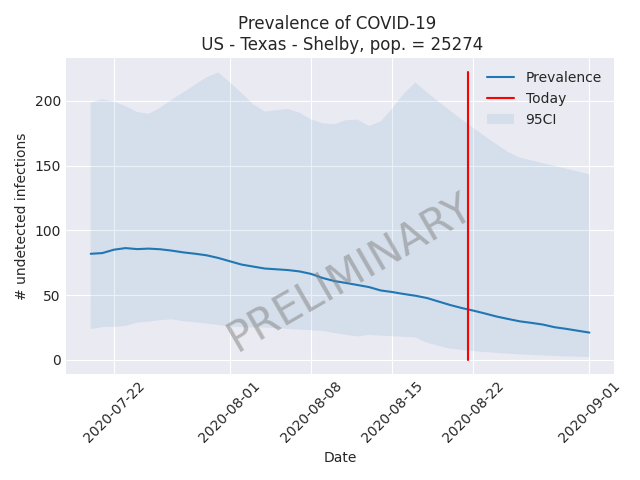 Prevalence of COVID-19
US - Texas - Shelby, pop. = 25274
Prevalence
Today
95CI
200
150
100
50
0
# undetected infections
PRELIMINARY
2020-07-22
2020-08-01
2020-08-08
2020-08-15
2020-08-22
2020-09-01
Date